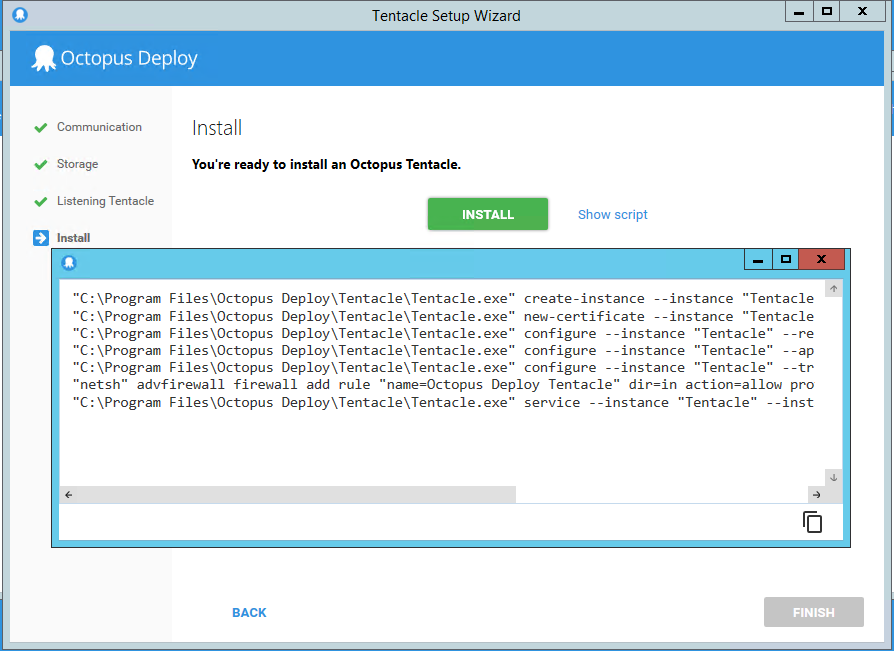 Tentacle Setup Wizard
Octopus Deploy
Communication
Storage
Listening Tentacle
Install
Install
You're ready to install an Octopus Tentacle.
INSTALL
Show script
"C:\Program Files\Octopus Deploy\Tentacle\Tentacle.exe" create-instance --instance "Tentacle
"C:\Program Files\Octopus Deploy\Tentacle\Tentacle.exe" new-certificate --instance "Tentacle
"C:\Program Files\Octopus Deploy\Tentacle\Tentacle.exe" configure --instance "Tentacle" --re
"C:\Program Files\Octopus Deploy\Tentacle\Tentacle.exe" configure --instance "Tentacle" --ap
"C:\Program Files\Octopus Deploy\Tentacle\Tentacle.exe" configure --instance "Tentacle" --tr
"netsh" advfirewall firewall add rule "name=Octopus Deploy Tentacle" dir=in action=allow pro
"C:\Program Files\Octopus Deploy\Tentacle\Tentacle.exe" service --instance "Tentacle" --inst
BACK
FINISH